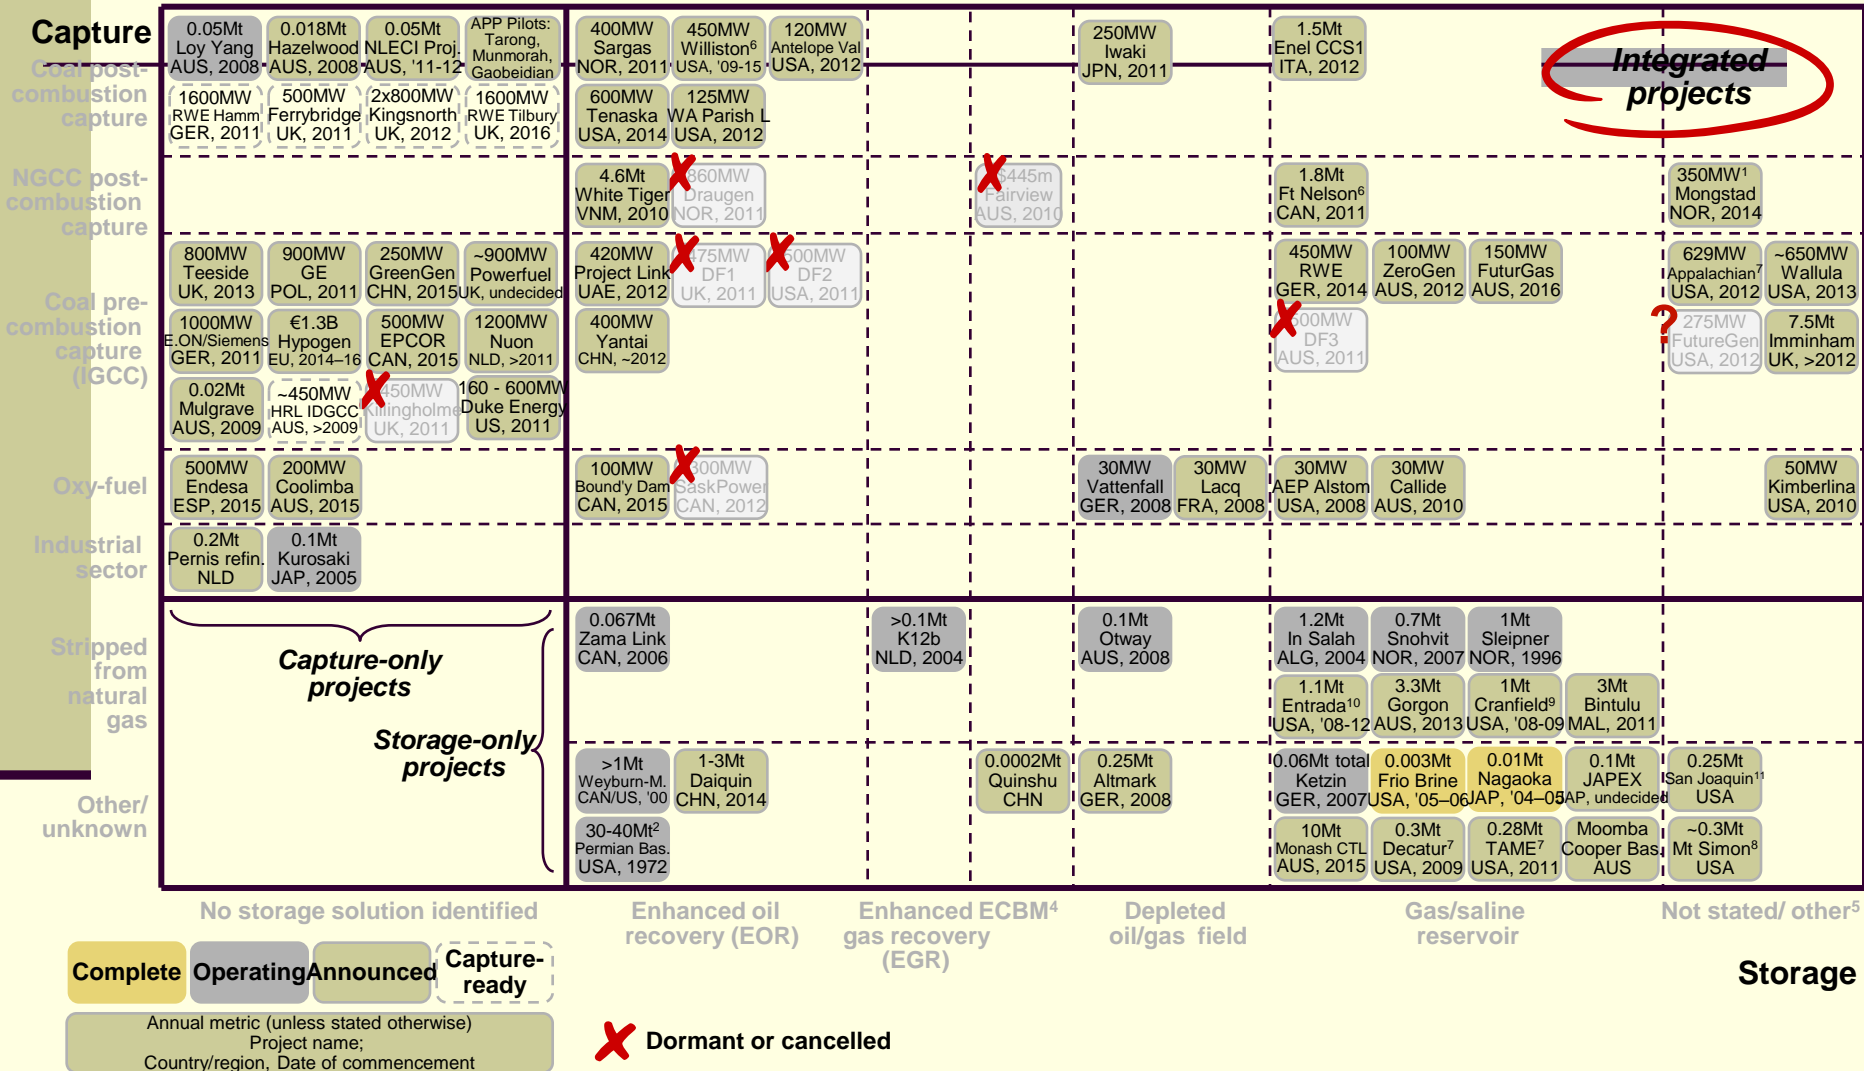 Capture
Coal post-
combustion
capture
0.05Mt
Loy Yang
AUS, 2008
0.018Mt
Hazelwood
AUS, 2008
0.05Mt
NLECI Proj.
AUS, '11-12
APP Pilots:
Tarong,
Munmorah,
Gaobeidian
400MW
Sargas
NOR, 2011
450MW
Williston⁶
USA, '09-15
120MW
Antelope Val
USA, 2012
250MW
Iwaki
JPN, 2011
1.5Mt
Enel CCS1
ITA, 2012
Integrated
projects
1600MW
RWE Hamm
GER, 2011
500MW
Ferrybridge
UK, 2011
2x800MW
Kingsnorth
UK, 2012
1600MW
RWE Tilbury
UK, 2016
600MW
Tenaska
USA, 2014
125MW
WA Parish L
USA, 2012
NGCC post-
combustion
capture
4.6Mt
White Tiger
VNM, 2010
860MW
Draugen
NOR, 2011
$445m
Fairview
AUS, 2010
1.8Mt
Ft Nelson⁶
CAN, 2011
350MW¹
Mongstad
NOR, 2014
Coal pre-
combustion
capture
(IGCC)
800MW
Teeside
UK, 2013
900MW
GE
POL, 2011
250MW
GreenGen
CHN, 2015
~900MW
Powerfuel
UK, undecided
420MW
Project Link
UAE, 2012
475MW
DF1
UK, 2011
500MW
DF2
USA, 2011
450MW
RWE
GER, 2014
100MW
ZeroGen
AUS, 2012
150MW
FuturGas
AUS, 2016
629MW
Appalachian⁷
USA, 2012
~650MW
Wallula
USA, 2013
1000MW
E.ON/Siemens
GER, 2011
€1.3B
Hypogen
EU, 2014–16
500MW
EPCOR
CAN, 2015
1200MW
Nuon
NLD, >2011
400MW
Yantai
CHN, ~2012
500MW
DF3
AUS, 2011
?
275MW
FutureGen
USA, 2012
7.5Mt
Imminham
UK, >2012
0.02Mt
Mulgrave
AUS, 2009
~450MW
HRL IDGCC
AUS, >2009
450MW
Killingholme
UK, 2011
160 - 600MW
Duke Energy
US, 2011
Oxy-fuel
500MW
Endesa
ESP, 2015
200MW
Coolimba
AUS, 2015
100MW
Bound'y Dam
CAN, 2015
300MW
SaskPower
CAN, 2012
30MW
Vattenfall
GER, 2008
30MW
Lacq
FRA, 2008
30MW
AEP Alstom
USA, 2008
30MW
Callide
AUS, 2010
50MW
Kimberlina
USA, 2010
Industrial
sector
0.2Mt
Pernis refin.
NLD
0.1Mt
Kurosaki
JAP, 2005
Stripped
from
natural
gas
Capture-only
projects
Storage-only
projects
0.067Mt
Zama Link
CAN, 2006
>0.1Mt
K12b
NLD, 2004
0.1Mt
Otway
AUS, 2008
1.2Mt
In Salah
ALG, 2004
0.7Mt
Snohvit
NOR, 2007
1Mt
Sleipner
NOR, 1996
1.1Mt
Entrada¹⁰
USA, '08-12
3.3Mt
Gorgon
AUS, 2013
1Mt
Cranfield⁹
USA, '08-09
3Mt
Bintulu
MAL, 2011
Other/
unknown
>1Mt
Weyburn-M.
CAN/US, '00
1-3Mt
Daiquin
CHN, 2014
0.0002Mt
Quinshu
CHN
0.25Mt
Altmark
GER, 2008
0.06Mt total
Ketzin
GER, 2007
0.003Mt
Frio Brine
USA, '05–06
0.01Mt
Nagaoka
JAP, '04–05
0.1Mt
JAPEX
JAP, undecided
0.25Mt
San Joaquin¹¹
USA
30-40Mt²
Permian Bas.
USA, 1972
10Mt
Monash CTL
AUS, 2015
0.3Mt
Decatur⁷
USA, 2009
0.28Mt
TAME⁷
USA, 2011
Moomba
Cooper Bas.
AUS
~0.3Mt
Mt Simon⁸
USA
No storage solution identified
Enhanced oil
recovery (EOR)
Enhanced
gas recovery
(EGR)
ECBM⁴
Depleted
oil/gas field
Gas/saline
reservoir
Not stated/ other⁵
Storage
Complete
Operating
Announced
Capture-
ready
Annual metric (unless stated otherwise)
Project name;
Country/region, Date of commencement
Dormant or cancelled